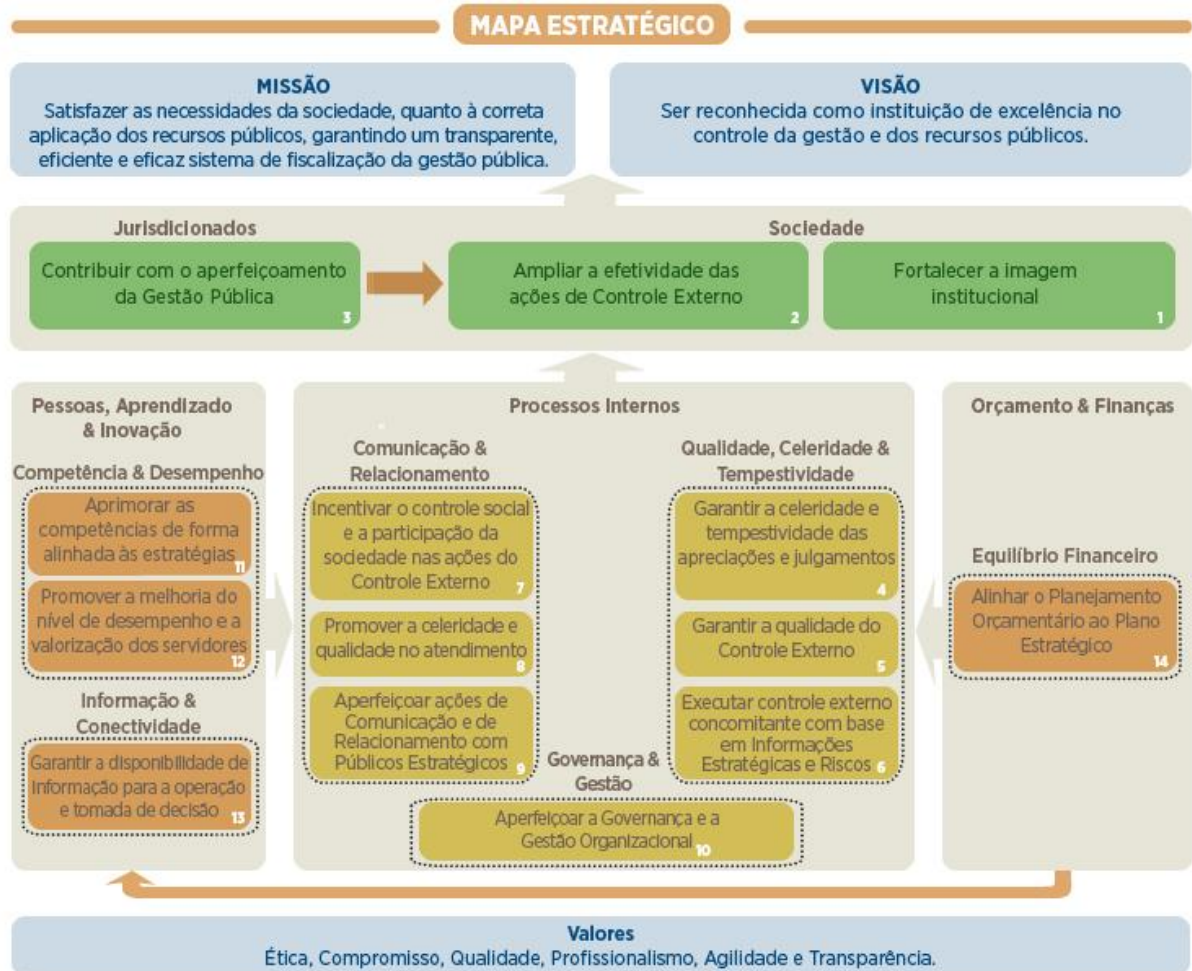 MAPA ESTRATÉGICO
MISSÃO
Satisfazer as necessidades da sociedade, quanto à correta
aplicação dos recursos públicos, garantindo um transparente,
eficiente e eficaz sistema de fiscalização da gestão pública.
VISÃO
Ser reconhecida como instituição de excelência no
controle da gestão e dos recursos públicos.
Jurisdicionados
Contribuir com o aperfeiçoamento
da Gestão Pública
3
Sociedade
Ampliar a efetividade das
ações de Controle Externo
2
Fortalecer a imagem
institucional
1
Pessoas, Aprendizado
& Inovação
Competência & Desempenho
Aprimorar as
competências de forma
alinhada às estratégias
11
Promover a melhoria do
nível de desempenho e a
valorização dos servidores
12
Informação &
Conectividade
Garantir a disponibilidade de
Informação para a operação
e tomada de decisão
13
Processos Internos
Comunicação &
Relacionamento
Incentivar o controle social
e a participação da
sociedade nas ações do
Controle Externo
7
Promover a celeridade e
qualidade no atendimento
8
Aperfeiçoar ações de
Comunicação e de
Relacionamento com
Públicos Estratégicos
9
Qualidade, Celeridade &
Tempestividade
Garantir a celeridade e
tempestividade das
apreciações e julgamentos
4
Garantir a qualidade do
Controle Externo
5
Executar controle externo
concomitante com base
em Informações
Estratégicas e Riscos
6
Governança &
Gestão
Aperfeiçoar a Governança e a
Gestão Organizacional
10
Orçamento & Finanças
Equilíbrio Financeiro
Alinhar o Planejamento
Orçamentário ao Plano
Estratégico
14
Valores
Ética, Compromisso, Qualidade, Profissionalismo, Agilidade e Transparência.